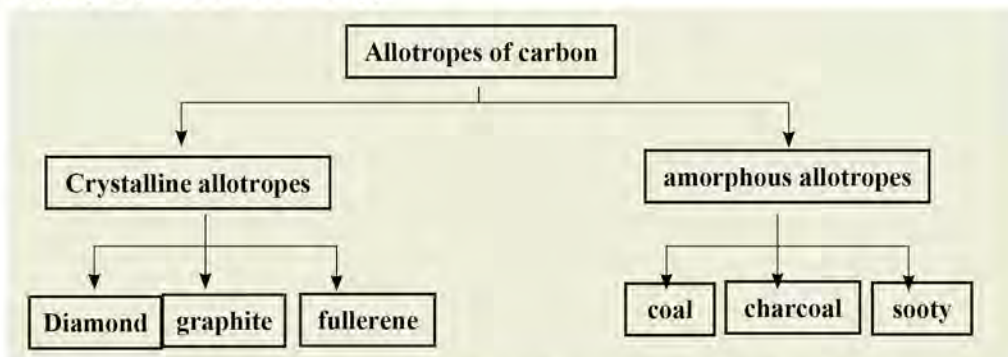 Allotropes of carbon
Crystalline allotropes
amorphous allotropes
Diamond
graphite
fullerene
coal
charcoal
sooty